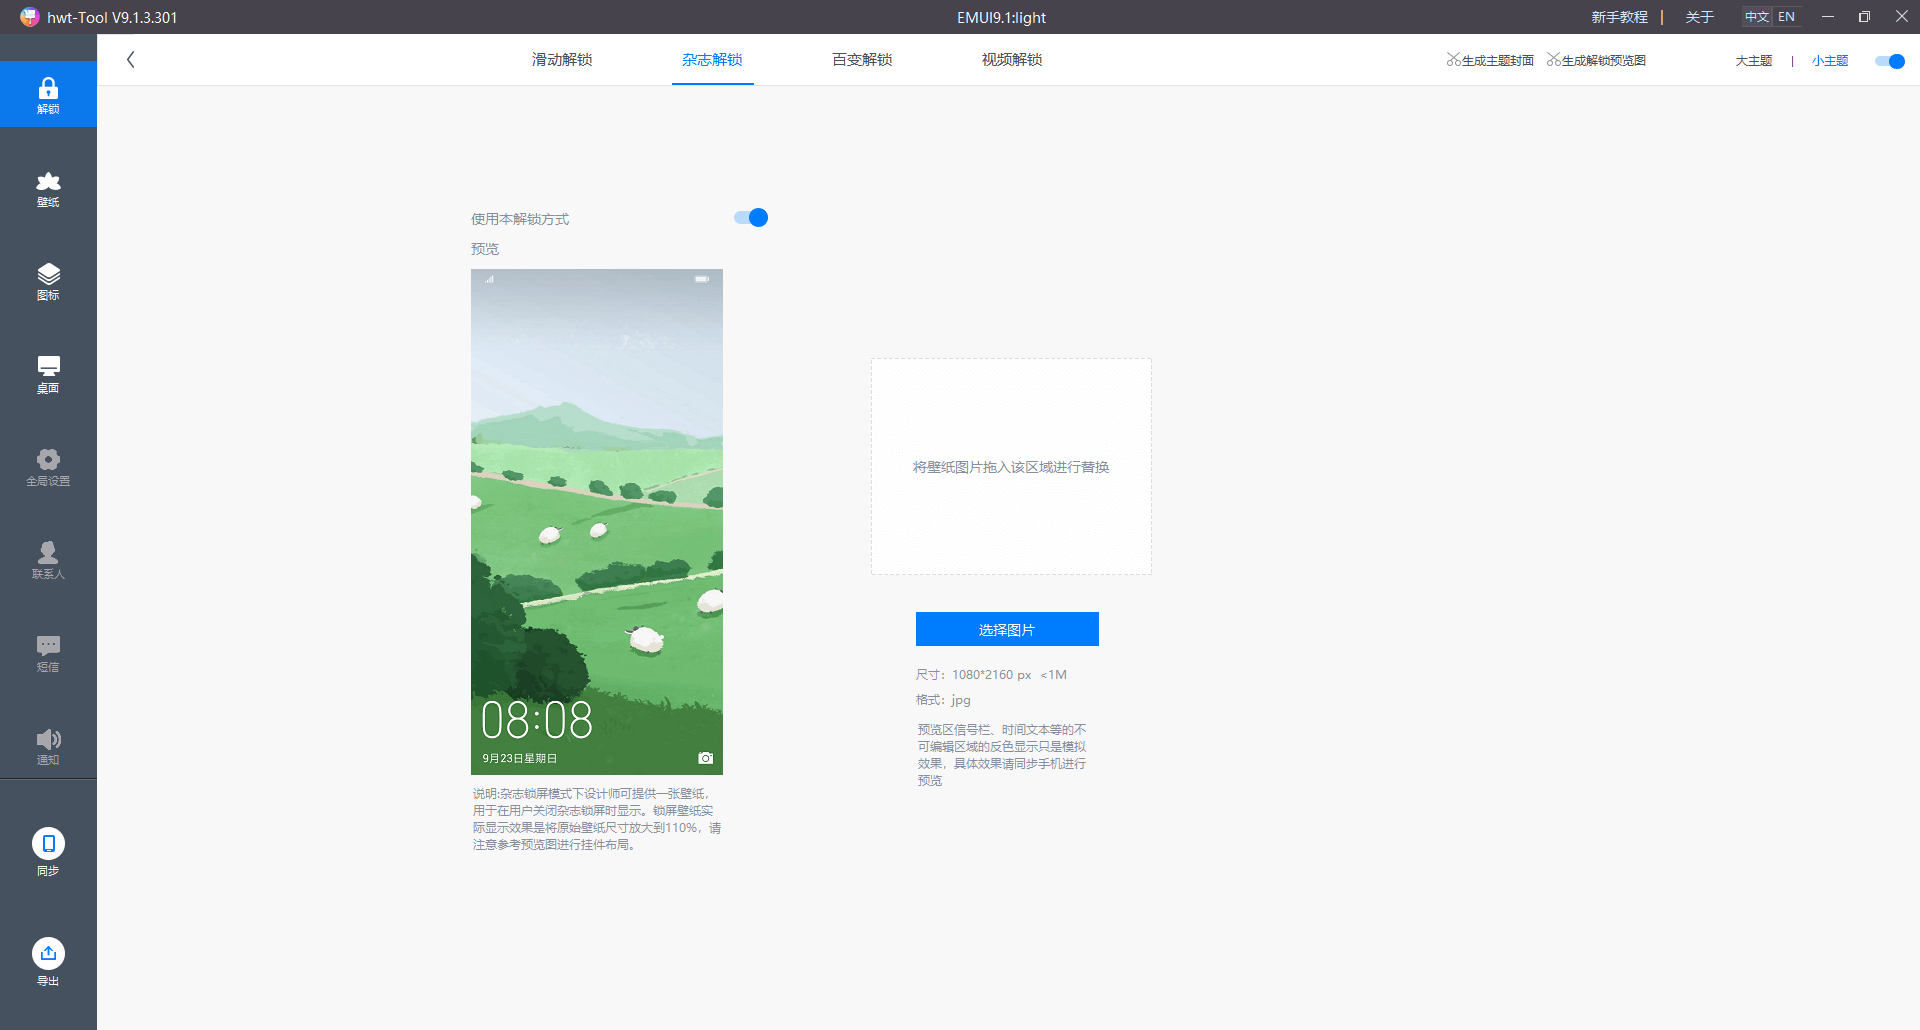 hwt-Tool V9.1.3.301
EMUI9.1:light
新手教程 | 关于
中文 EN
滑动解锁
杂志解锁
百变解锁
视频解锁
生成主题封面
生成解锁预览图
大主题 | 小主题
解锁
壁纸
图标
桌面
全局设置
联系人
短信
通知
同步
导出
使用本解锁方式
预览
08:08
9月23日星期日
说明:杂志锁屏模式下设计师可提供一张壁纸，
用于在用户关闭杂志锁屏时显示。锁屏壁纸实
际显示效果是将原始壁纸尺寸放大到110%，请
注意参考预览图进行挂件布局。
将壁纸图片拖入该区域进行替换
选择图片
尺寸：1080*2160 px <1M
格式：jpg
预览区信号栏、时间文本等的不
可编辑区域的反色显示只是模拟
效果，具体效果请同步手机进行
预览